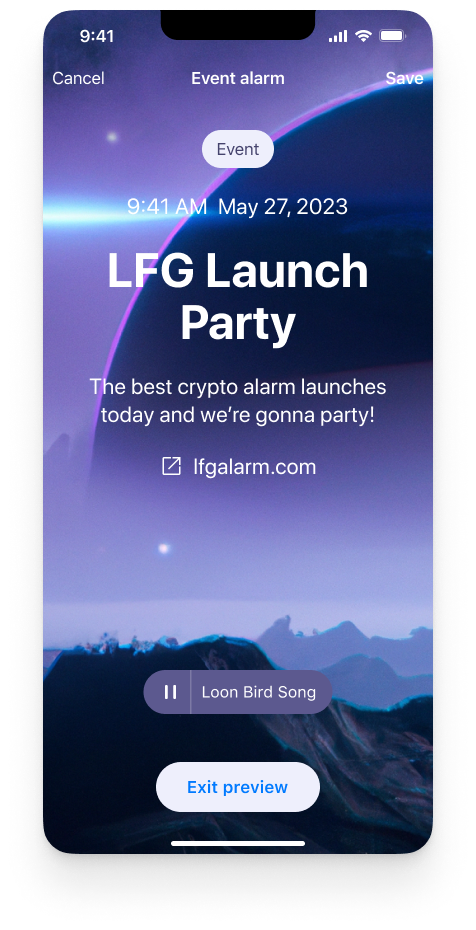 9:41
Cancel Event alarm Save
Event
9:41 AM May 27, 2023
LFG Launch
Party
The best crypto alarm launches
today and we’re gonna party!
lfgalarm.com
Loon Bird Song
Exit preview